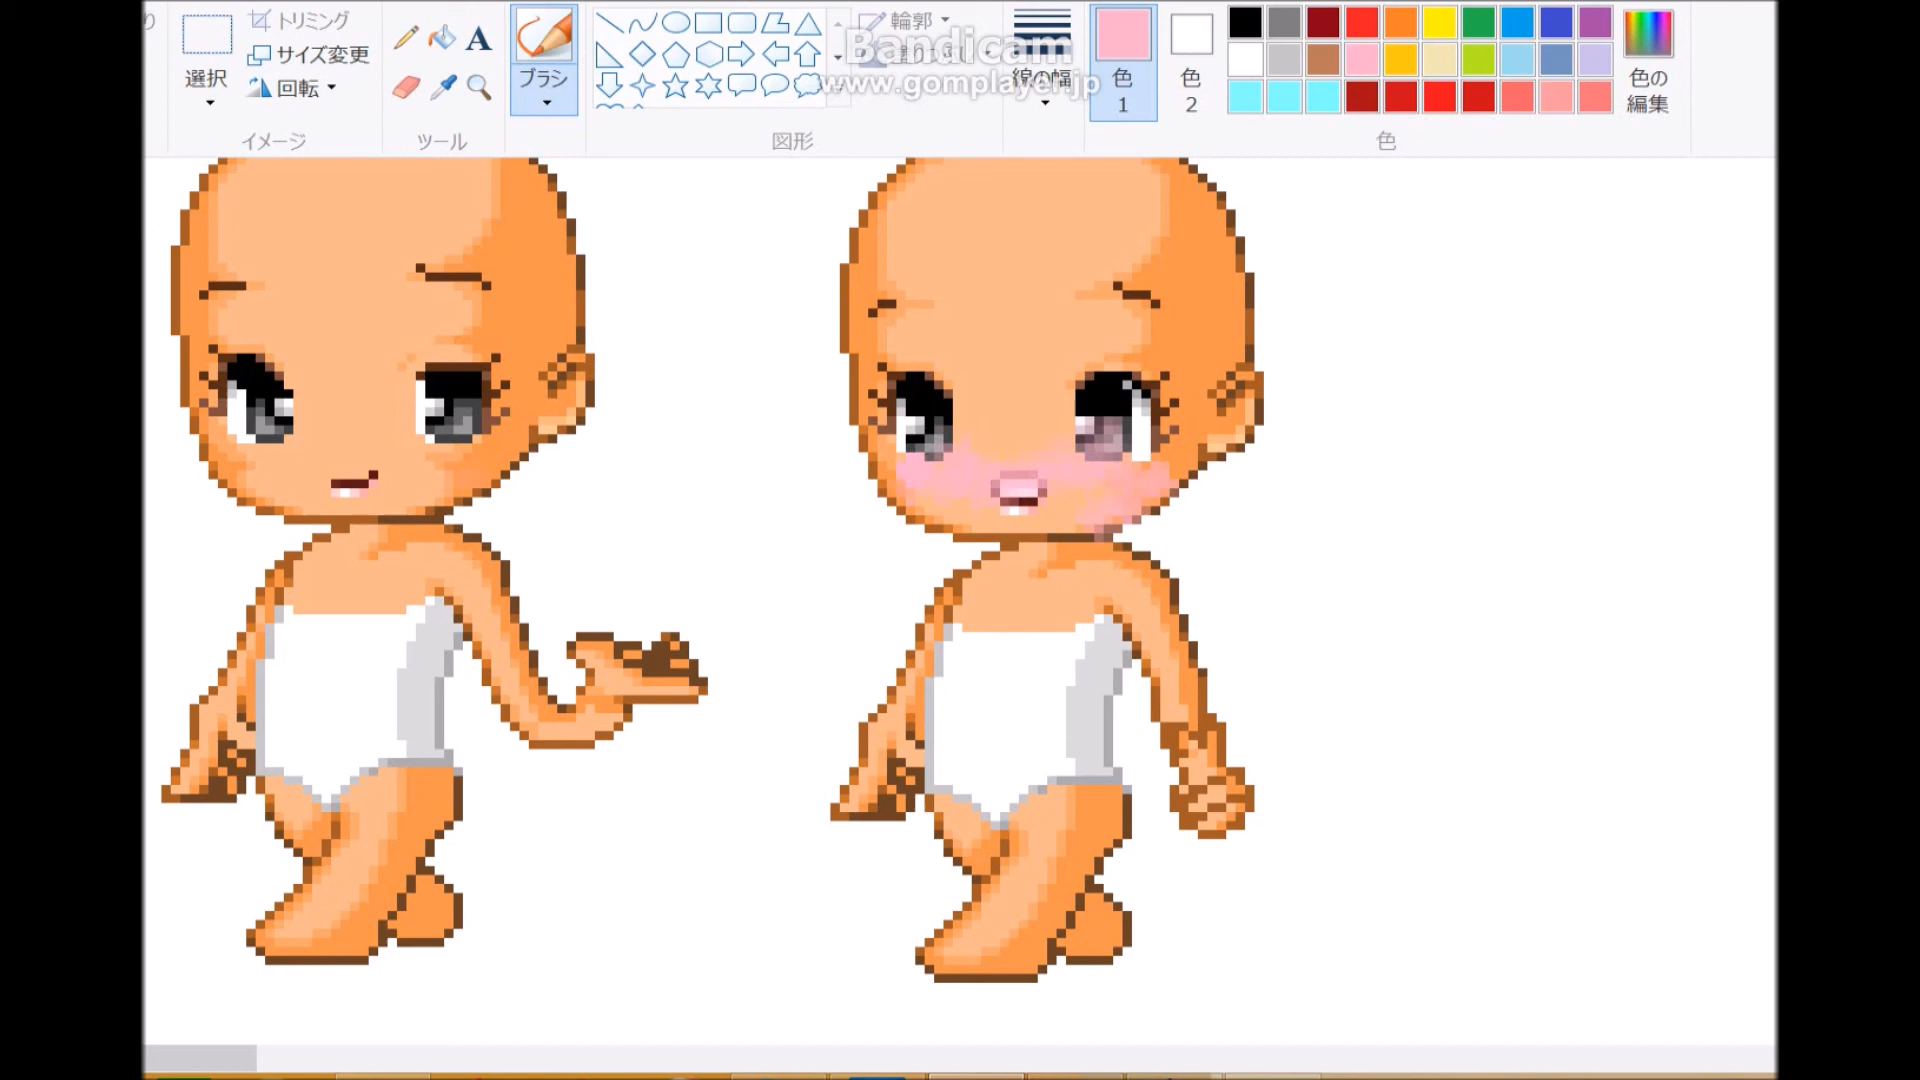 トリミング
サイズ変更
回転
選択
イメージ
A
ツール
ブラシ
輪郭
図形
線の幅
Bandicam
www.gomplayer.jp
色
1
色
2
色の
編集
色